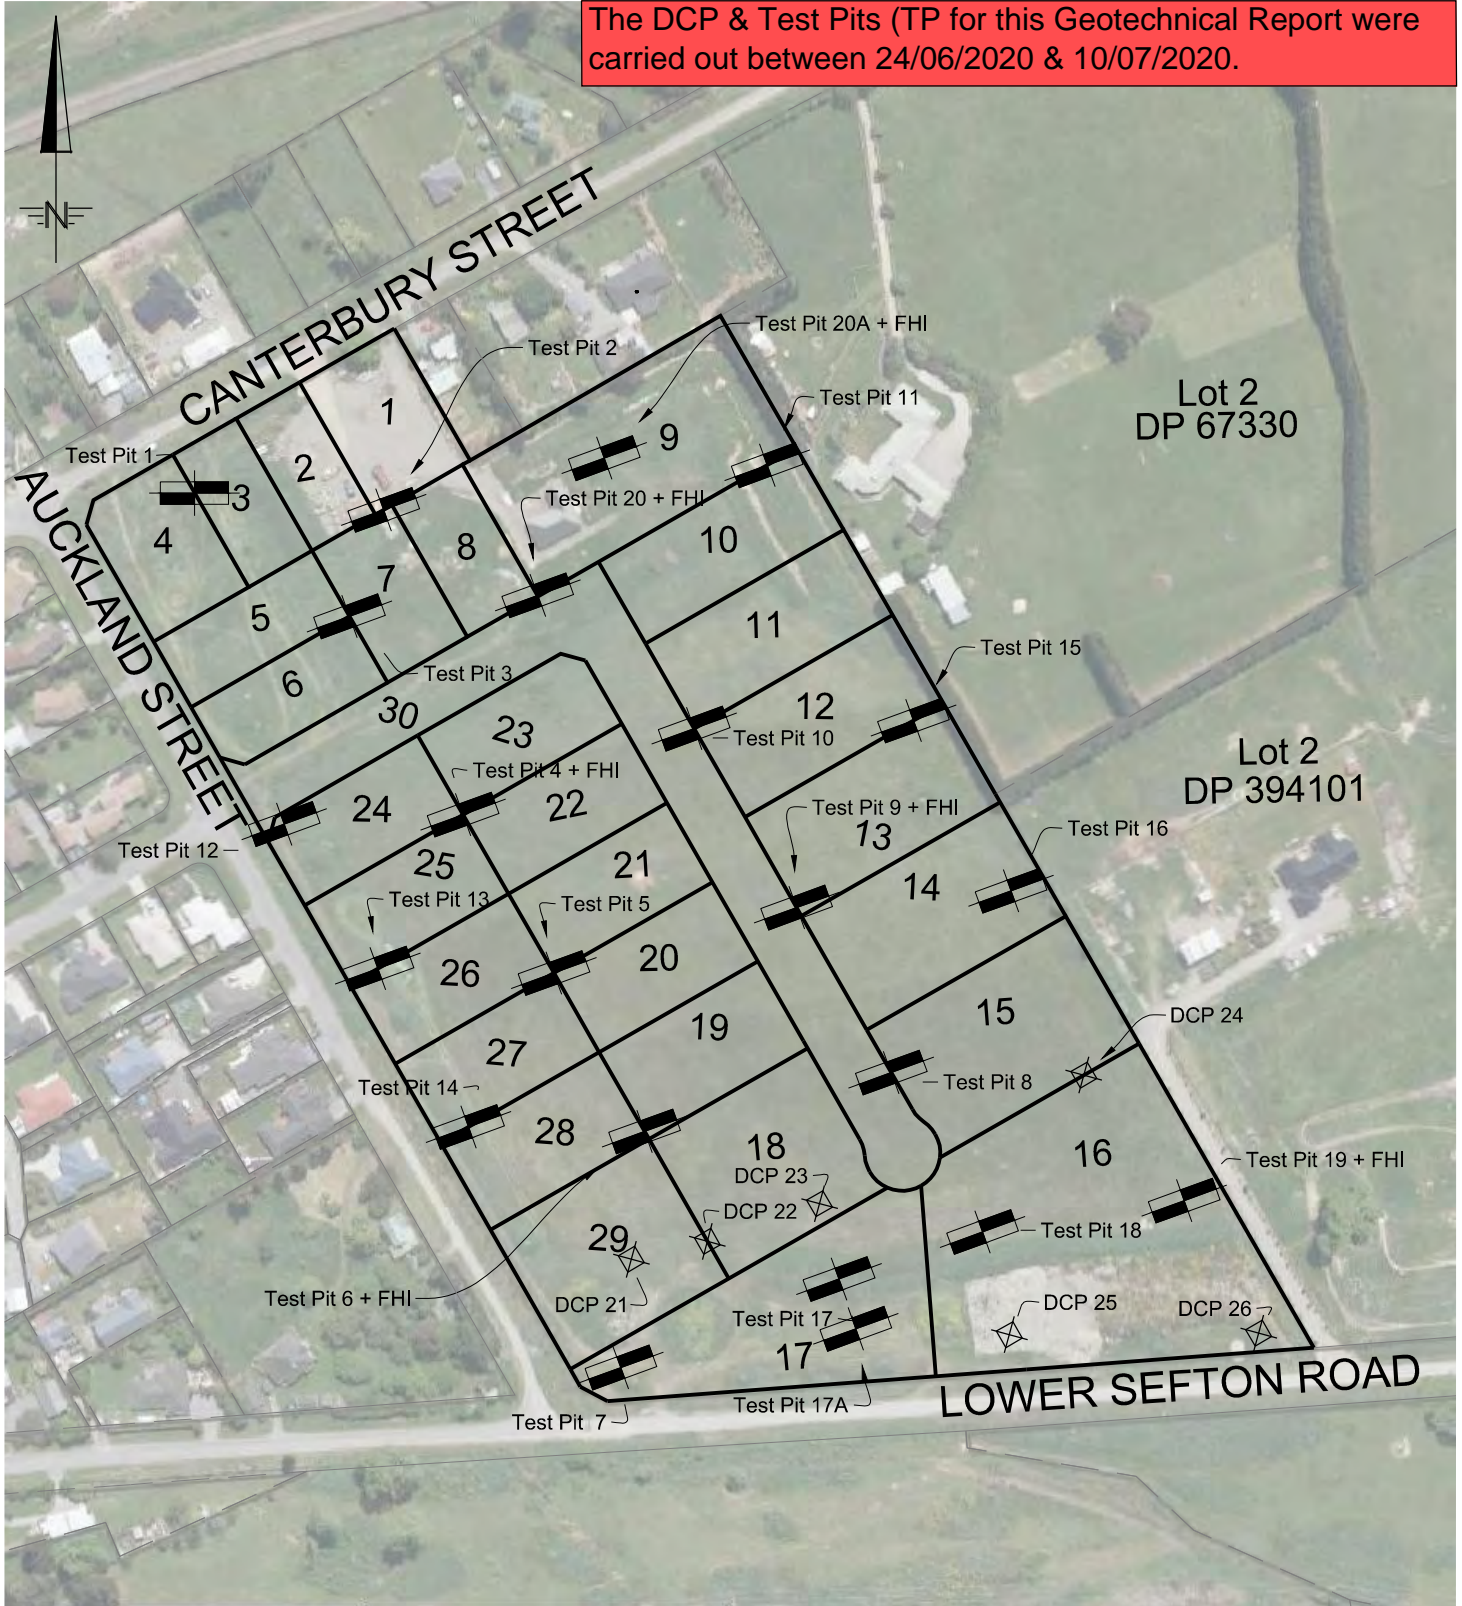 The DCP & Test Pits (TP for this Geotechnical Report were
carried out between 24/06/2020 & 10/07/2020.
N
CANTERBURY STREET
Test Pit 20A + FHI
Test Pit 2
Lot 2
DP 67330
Test Pit 11
1
9
Test Pit 1
2
3
Test Pit 20 + FHI
AUCKLAND STREET
4
8
10
7
5
11
Test Pit 15
Test Pit 3
6
30
12
23
Test Pit 10
Lot 2
DP 394101
Test Pit 4 + FHI
24
22
Test Pit 9 + FHI
13
Test Pit 16
Test Pit 12
25
21
14
Test Pit 13
Test Pit 5
26
20
15
DCP 24
19
27
Test Pit 14
Test Pit 8
28
18
16
Test Pit 19 + FHI
DCP 23
DCP 22
29
Test Pit 18
Test Pit 6 + FHI
DCP 21
DCP 25
DCP 26
Test Pit 17
17
LOWER SEFTON ROAD
Test Pit 17A
Test Pit 7